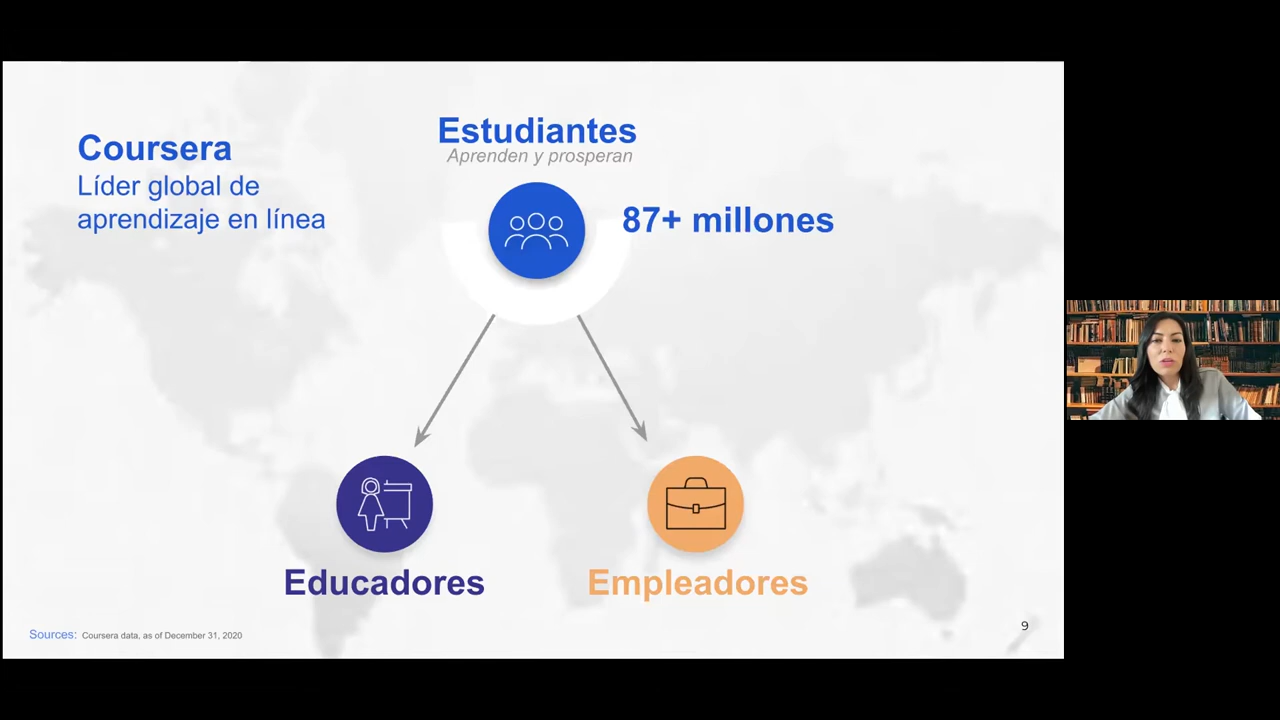 Coursera
Líder global de
aprendizaje en línea
Estudiantes
Aprenden y prosperan
87+ millones
Educadores
Empleadores
Sources: Coursera data, as of December 31, 2020
9